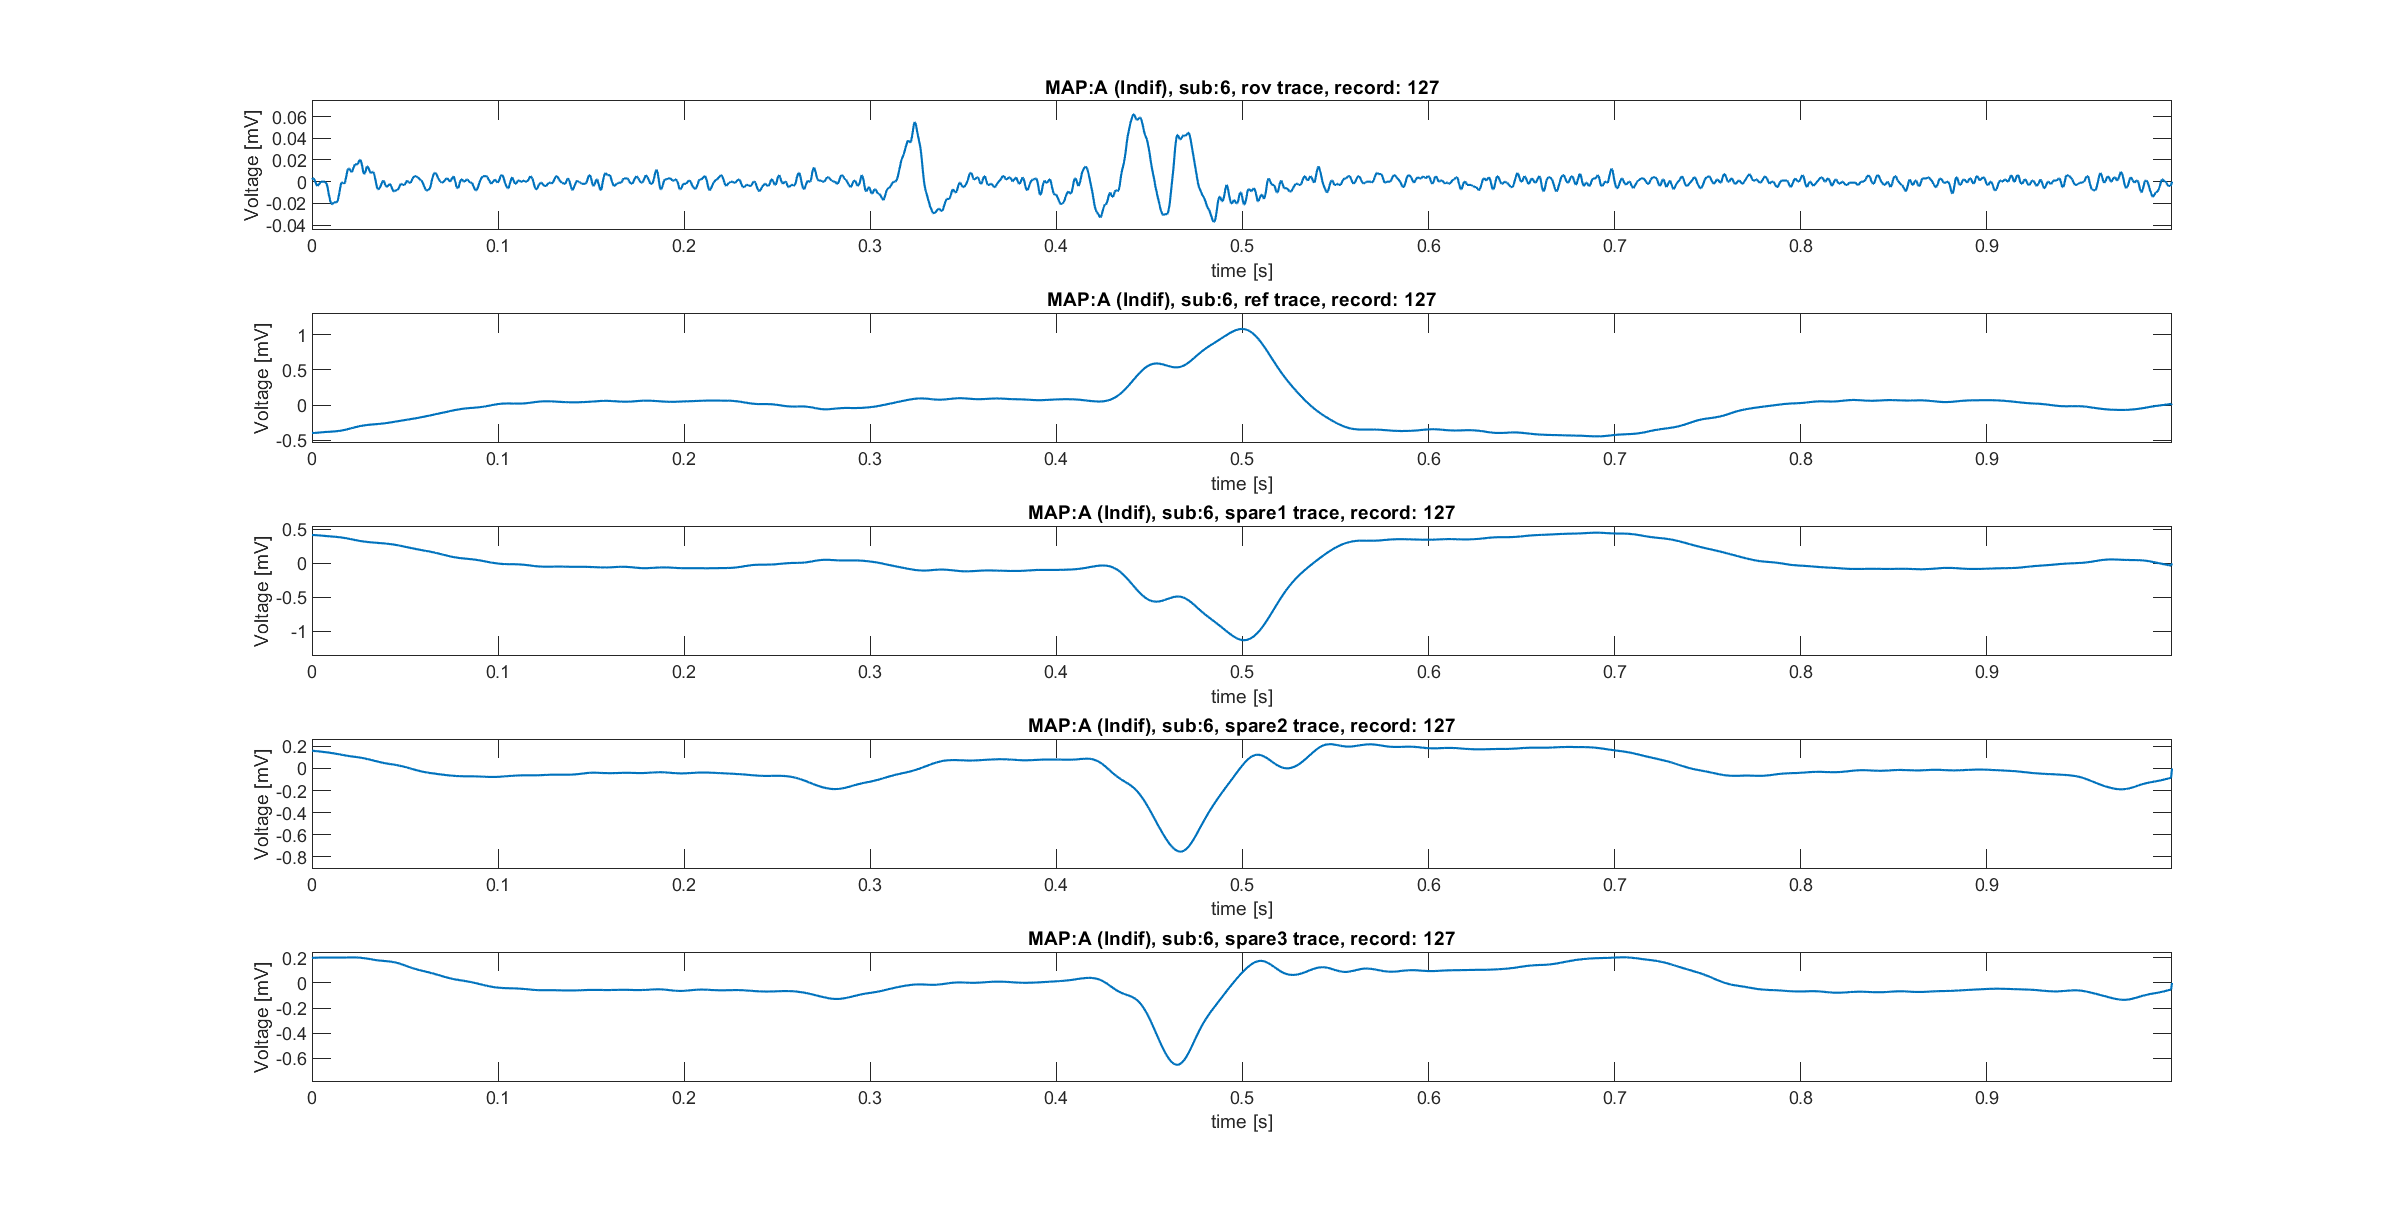 MAP:A (Indif), sub:6, rov trace, record: 127
Voltage [mV]
0.06
0.04
0.02
0
-0.02
-0.04
0 0.1 0.2 0.3 0.4 0.5 0.6 0.7 0.8 0.9
time [s]
MAP:A (Indif), sub:6, ref trace, record: 127
Voltage [mV]
1
0.5
0
-0.5
0 0.1 0.2 0.3 0.4 0.5 0.6 0.7 0.8 0.9
time [s]
MAP:A (Indif), sub:6, spare1 trace, record: 127
Voltage [mV]
0.5
0
-0.5
-1
0 0.1 0.2 0.3 0.4 0.5 0.6 0.7 0.8 0.9
time [s]
MAP:A (Indif), sub:6, spare2 trace, record: 127
Voltage [mV]
0.2
0
-0.2
-0.4
-0.6
-0.8
0 0.1 0.2 0.3 0.4 0.5 0.6 0.7 0.8 0.9
time [s]
MAP:A (Indif), sub:6, spare3 trace, record: 127
Voltage [mV]
0.2
0
-0.2
-0.4
-0.6
0 0.1 0.2 0.3 0.4 0.5 0.6 0.7 0.8 0.9
time [s]